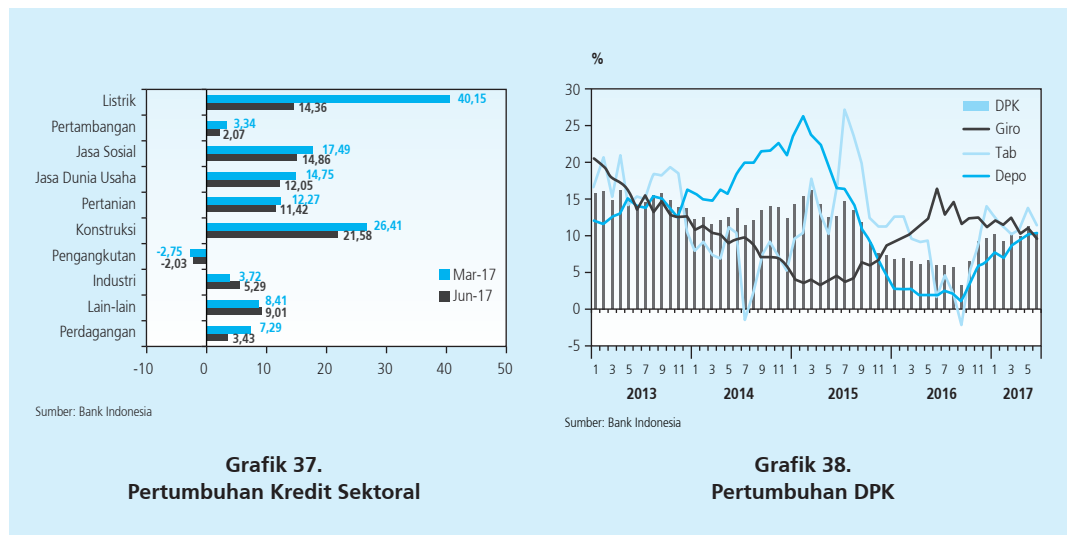 Listrik
40,15
14,36
Pertambangan
3,34
2,07
Jasa Sosial
17,49
14,86
Jasa Dunia Usaha
14,75
12,05
Pertanian
12,27
11,42
Konstruksi
26,41
21,58
Pengangkutan
-2,75
-2,03
Industri
3,72
5,29
Lain-lain
8,41
9,01
Perdagangan
7,29
3,43
Mar-17
Jun-17
-10 0 10 20 30 40 50
Sumber: Bank Indonesia
Grafik 37.
Pertumbuhan Kredit Sektoral
%
30
25
20
15
10
5
0
-5
DPK
Giro
Tab
Depo
1 3 5 7 9 11 1 3 5 7 9 11 1 3 5 7 9 11 1 3 5 7 9 11 1 3 5
2013 2014 2015 2016 2017
Sumber: Bank Indonesia
Grafik 38.
Pertumbuhan DPK